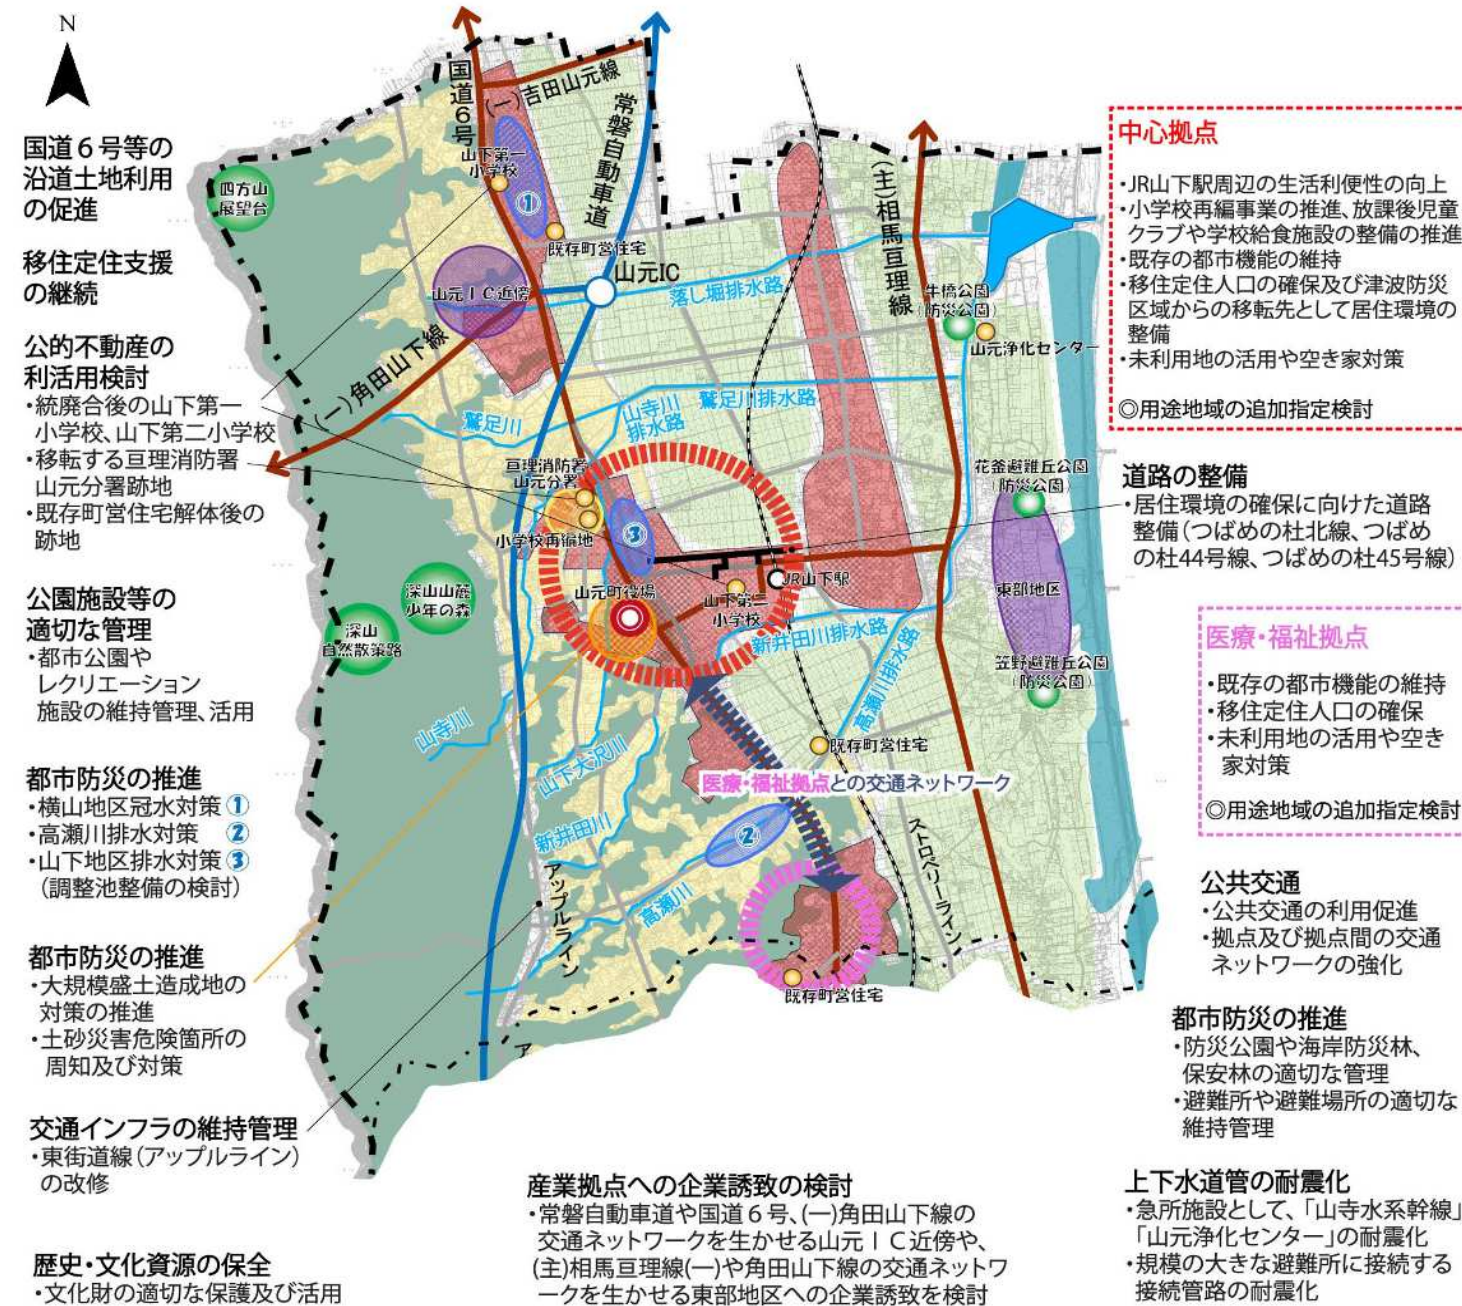 N
国道６号等の
沿道土地利用
の促進
移住定住支援
の継続
公的不動産の
利活用検討
・統廃合後の山下第一
小学校、山下第二小学校
・移転する亘理消防署
山元分署跡地
・既存町営住宅解体後の
跡地
公園施設等の
適切な管理
・都市公園や
レクリエーション
施設の維持管理、活用
都市防災の推進
・横山地区冠水対策①
・高瀬川排水対策 ②
・山下地区排水対策③
(調整池整備の検討)
都市防災の推進
・大規模盛土造成地の
対策の推進
・土砂災害危険箇所の
周知及び対策
交通インフラの維持管理
・東街道線(アップルライン)
の改修
歴史・文化資源の保全
・文化財の適切な保護及び活用
国道６号
(一)吉田山元線
常磐自動車道
山下第一
小学校
①
四方山
展望台
既存町営住宅
山元IC
山元ＩＣ近傍
落し堀排水路
(主)相馬亘理線
牛橋公園
(防災公園)
山元浄化センター
(一)角田山下線
鷲足川
山寺川
排水路
鷲足川排水路
亘理消防署
山元分署
③
小学校再編地
花釜避難丘公園
(防災公園)
JR山下駅
山元町役場
山下第二
小学校
東部地区
深山山麓
少年の森
深山
自然散策路
新井田川排水路
高瀬川排水路
笠野避難丘公園
(防災公園)
山寺川
山下大沢川
既存町営住宅
医療・福祉拠点との交通ネットワーク
新井田川
②
ストロベリーライン
アップルライン
高瀬川
既存町営住宅
ア
産業拠点への企業誘致の検討
・常磐自動車道や国道６号、(一)角田山下線の
交通ネットワークを生かせる山元ＩＣ近傍や、
(主)相馬亘理線(一)や角田山下線の交通ネットワ
ークを生かせる東部地区への企業誘致を検討
中心拠点
・JR山下駅周辺の生活利便性の向上
・小学校再編事業の推進、放課後児童
クラブや学校給食施設の整備の推進
・既存の都市機能の維持
・移住定住人口の確保及び津波防災
区域からの移転先として居住環境の
整備
・未利用地の活用や空き家対策
◎用途地域の追加指定検討
道路の整備
・居住環境の確保に向けた道路
整備(つばめの杜北線、つばめ
の杜44号線、つばめの杜45号線)
医療・福祉拠点
・既存の都市機能の維持
・移住定住人口の確保
・未利用地の活用や空き
家対策
◎用途地域の追加指定検討
公共交通
・公共交通の利用促進
・拠点及び拠点間の交通
ネットワークの強化
都市防災の推進
・防災公園や海岸防災林、
保安林の適切な管理
・避難所や避難場所の適切な
維持管理
上下水道管の耐震化
・急所施設として、「山寺水系幹線」
「山元浄化センター」の耐震化
・規模の大きな避難所に接続する
接続管路の耐震化